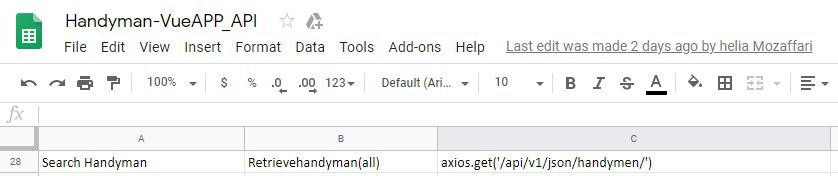 Handyman-VueAPP_API
File Edit View Insert Format Data Tools Add-ons Help Last edit was made 2 days ago by helia Mozaffari
100% $ % .0 .00 123 Default (Ari... 10 B I S A
fx
A B C
28 Search Handyman Retrievehandyman(all) axios.get('/api/v1/json/handymen/')